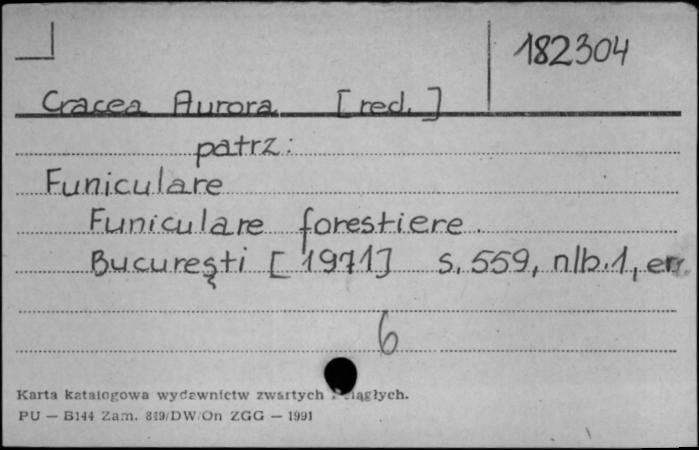 182304
Cracea Aurora [red.]
patrz:
Funiculare
Funiculare forestiere.
București [1971] s. 559, nlb. 1, err.
6
Karta katalogowa wydawnictw zwartych i ciągłych.
PU — B144 Zam. 819/DW/On ZGG — 1991